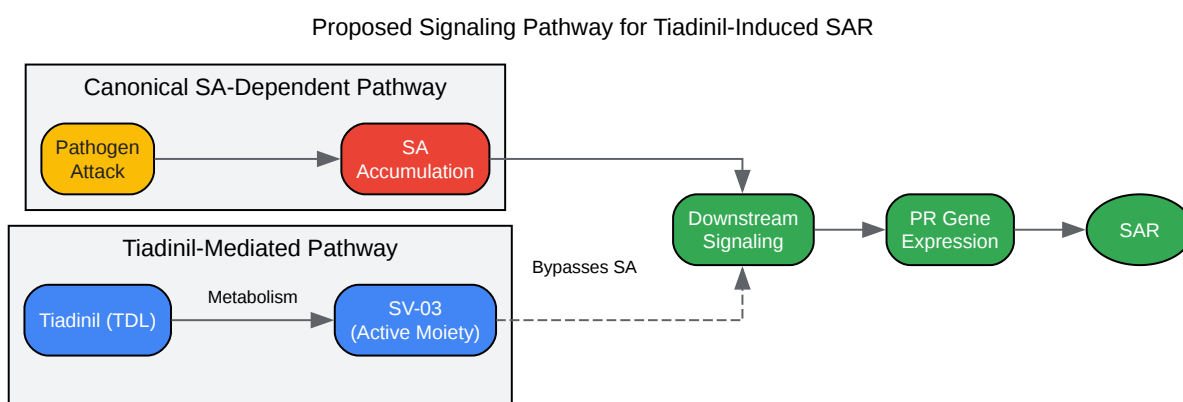 Proposed Signaling Pathway for Tiadinil-Induced SAR
Canonical SA-Dependent Pathway
Pathogen
Attack
SA
Accumulation
Downstream
Signaling
PR Gene
Expression
SAR
Tiadinil-Mediated Pathway
Bypasses SA
Metabolism
Tiadinil (TDL)
SV-03
(Active Moiety)